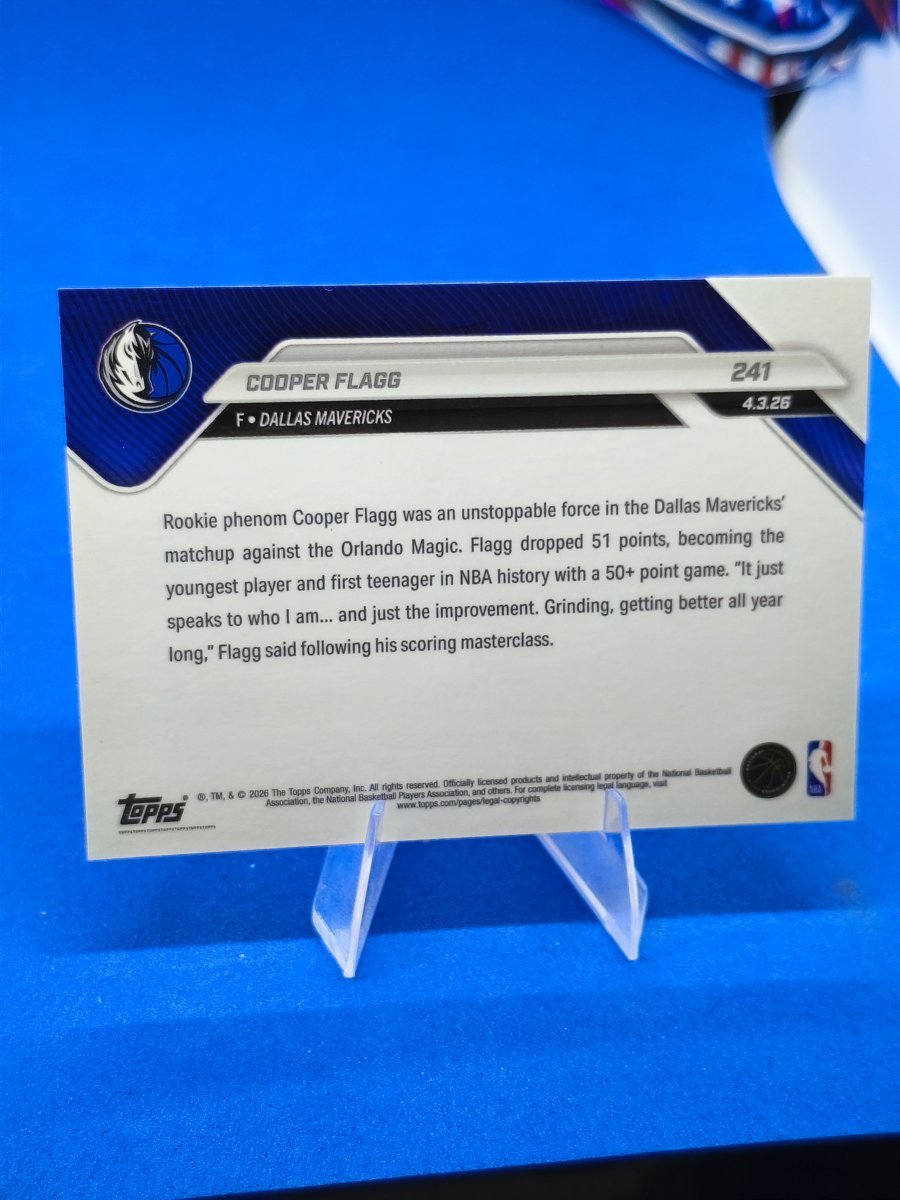 COOPER FLAGG
241
F • DALLAS MAVERICKS
4.3.26
Rookie phenom Cooper Flagg was an unstoppable force in the Dallas Mavericks'
matchup against the Orlando Magic. Flagg dropped 51 points, becoming the
youngest player and first teenager in NBA history with a 50+ point game. "It just
speaks to who I am... and just the improvement. Grinding, getting better all year
long," Flagg said following his scoring masterclass.
topps®
®, TM, & © 2026 The Topps Company, Inc. All rights reserved. Officially licensed products and intellectual property of the National Basketball
Association, the National Basketball Players Association, and others. For complete licensing legal language, visit
www.topps.com/pages/legal-copyrights
NBA